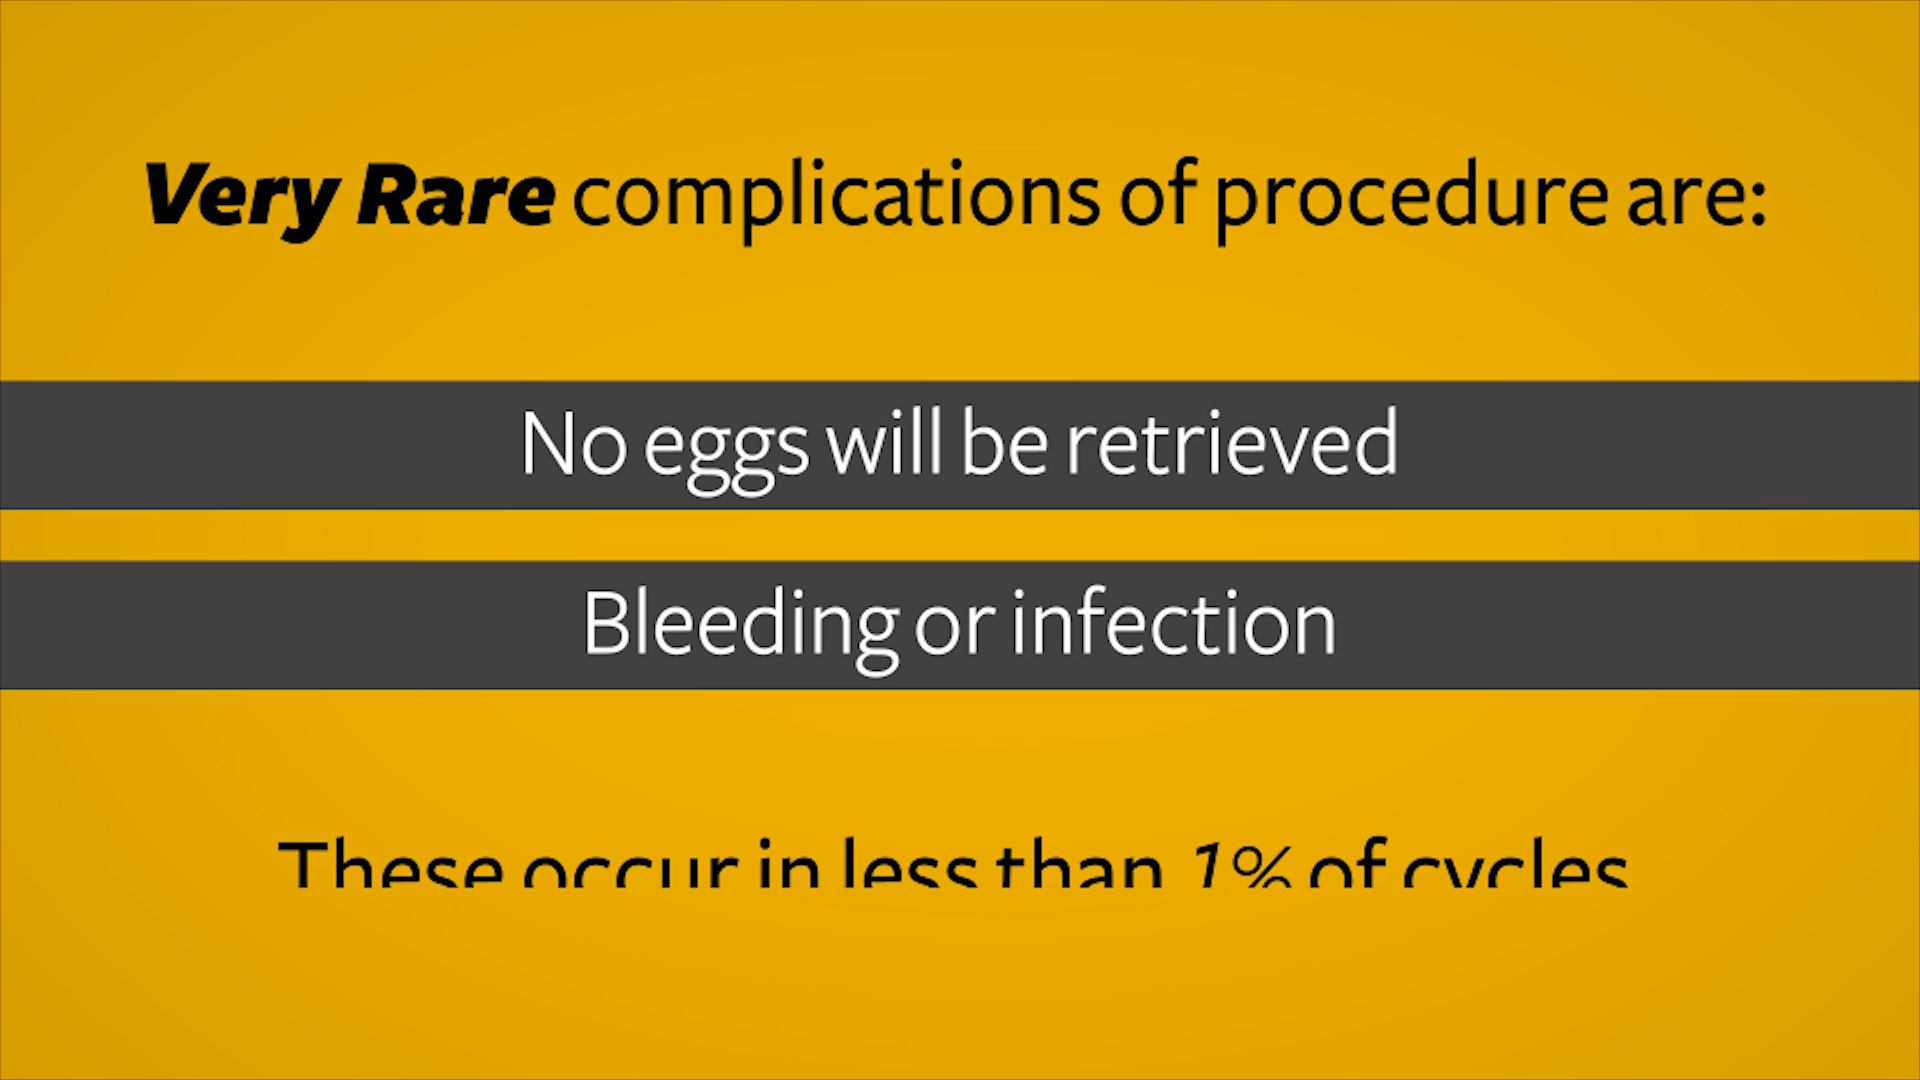 Very Rare complications of procedure are:
No eggs will be retrieved
Bleeding or infection
These occur in less than 1% of cycles